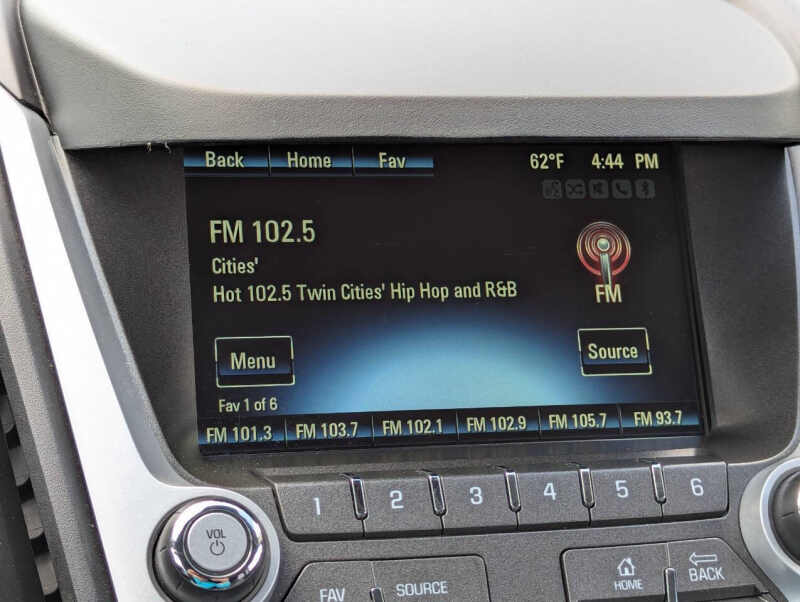 Back Home Fav 62°F 4:44 PM
FM 102.5
Cities'
Hot 102.5 Twin Cities' Hip Hop and R&B
FM
Menu
Source
Fav 1 of 6
FM 101.3 FM 103.7 FM 102.1 FM 102.9 FM 105.7 FM 93.7
1 2 3 4 5 6
VOL
FAV SOURCE HOME BACK